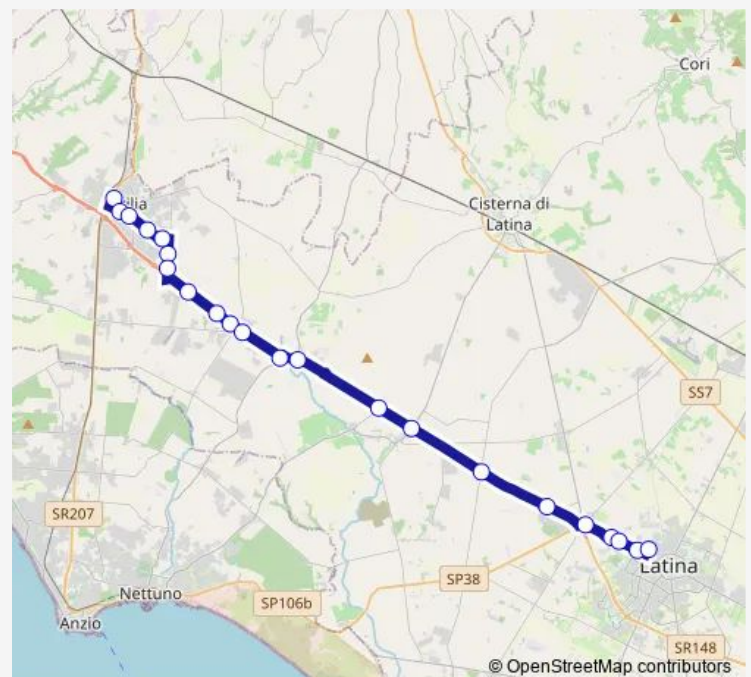 Cori
ilia
Cisterna di
Latina
SS7
SR207
Latina
SP38
Nettuno
SP106b
Anzio
SR148
© OpenStreetMap contributors